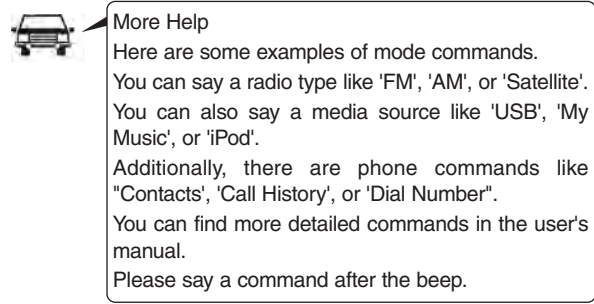 More Help
Here are some examples of mode commands.
You can say a radio type like 'FM', 'AM', or 'Satellite'.
You can also say a media source like 'USB', 'My
Music', or 'iPod'.
Additionally, there are phone commands like
"Contacts', 'Call History', or 'Dial Number".
You can find more detailed commands in the user's
manual.
Please say a command after the beep.